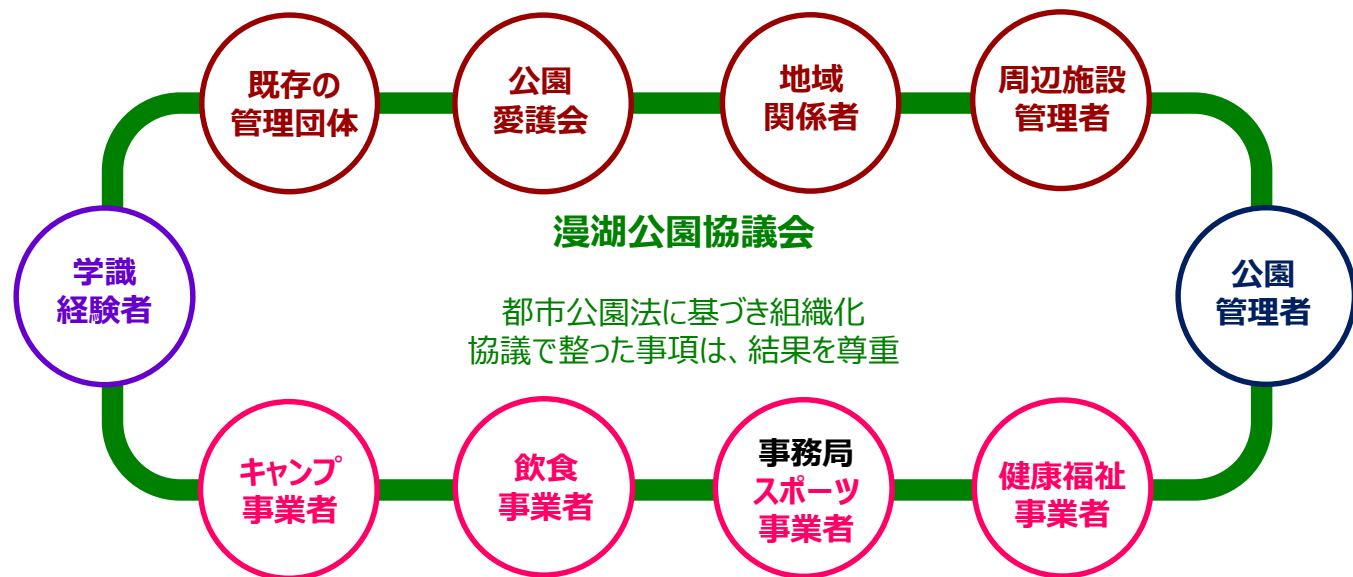 既存の
管理団体
公園
愛護会
地域
関係者
周辺施設
管理者
漫湖公園協議会
学識
経験者
都市公園法に基づき組織化
協議で整った事項は、結果を尊重
公園
管理者
キャンプ
事業者
飲食
事業者
事務局
スポーツ
事業者
健康福祉
事業者